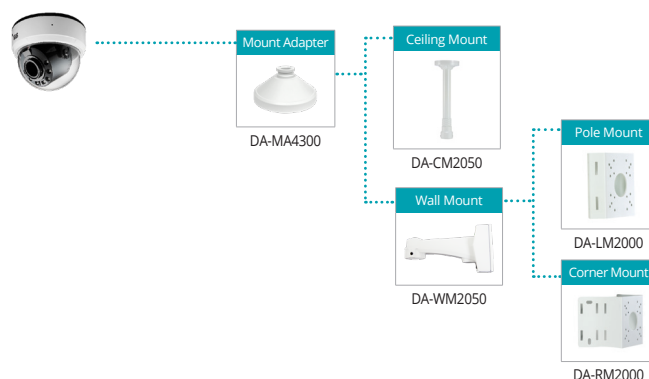 Mount Adapter
DA-MA4300
Ceiling Mount
DA-CM2050
Wall Mount
DA-WM2050
Pole Mount
DA-LM2000
Corner Mount
DA-RM2000